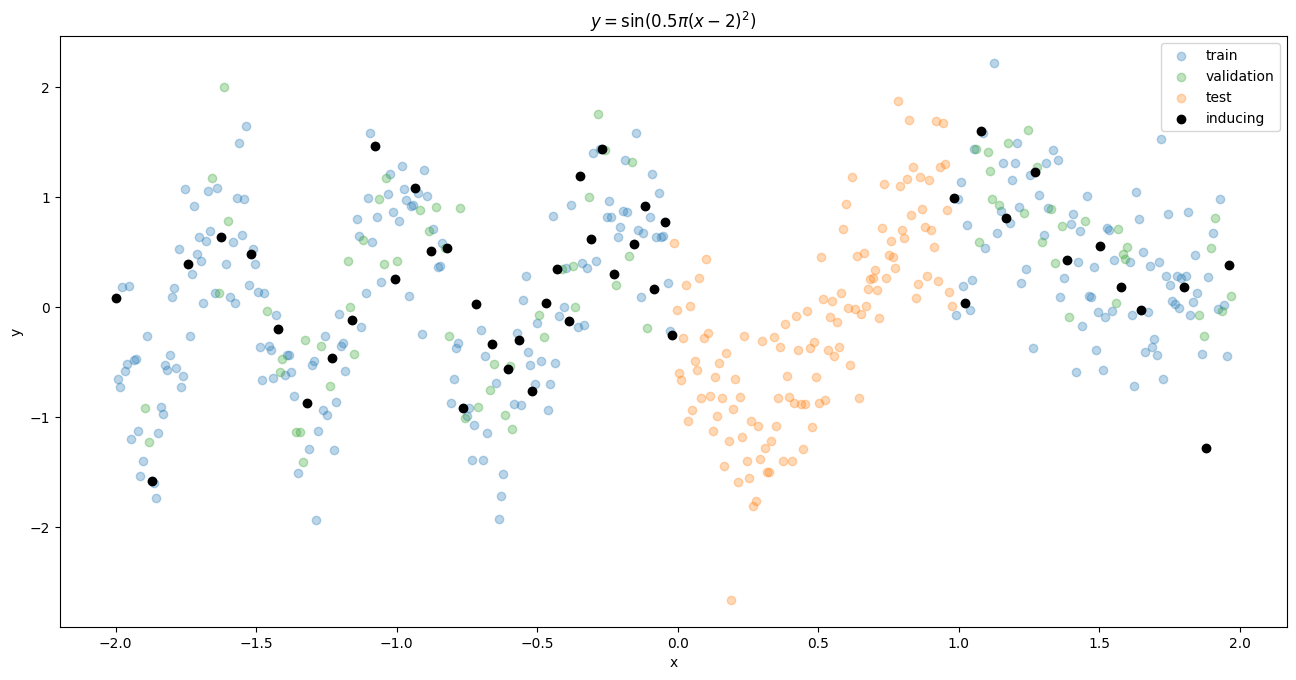 y = sin(0.5π(x − 2)²)
train
validation
test
inducing
y
2
1
0
−1
−2
−2.0 −1.5 −1.0 −0.5 0.0 0.5 1.0 1.5 2.0
x